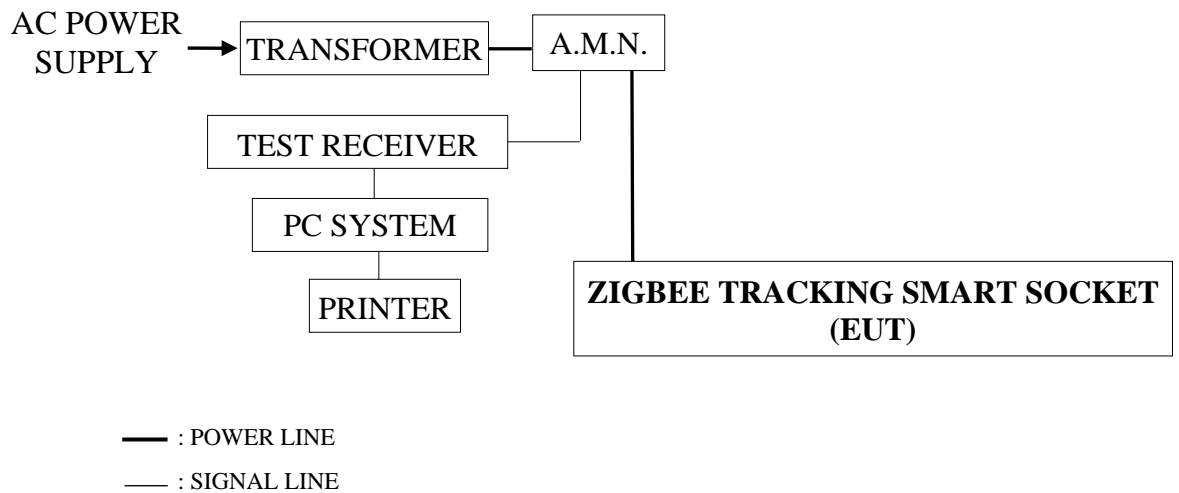 AC POWER
SUPPLY
TRANSFORMER
A.M.N.
TEST RECEIVER
PC SYSTEM
PRINTER
ZIGBEE TRACKING SMART SOCKET
(EUT)
: POWER LINE
: SIGNAL LINE